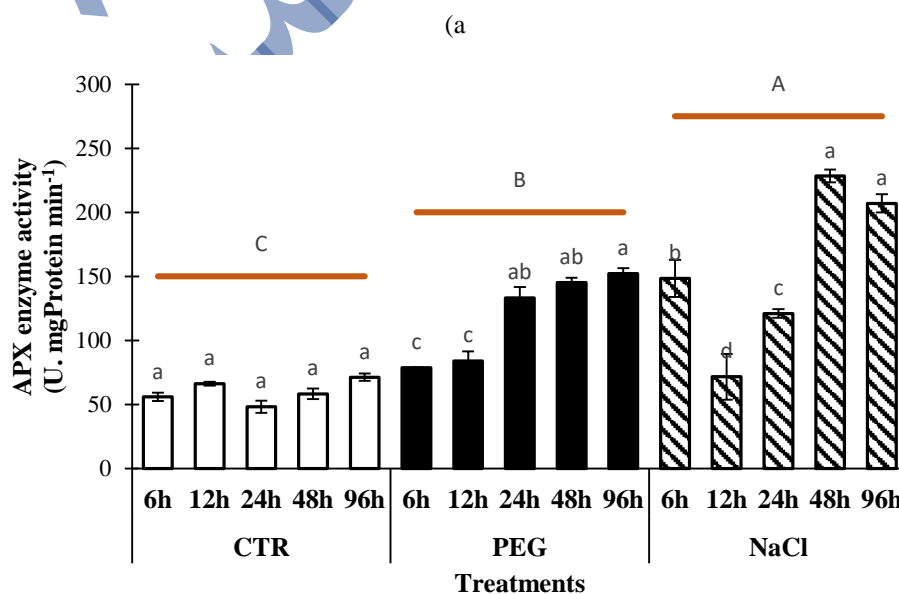 (a
300
A
250
a
a
B
200
C
a
150
ab
ab
b
c
100
c
c
d
a
a
a
a
a
50
0
APX enzyme activity
(U. mgProtein min-1)
6h 12h 24h 48h 96h 6h 12h 24h 48h 96h 6h 12h 24h 48h 96h
CTR PEG NaCl
Treatments